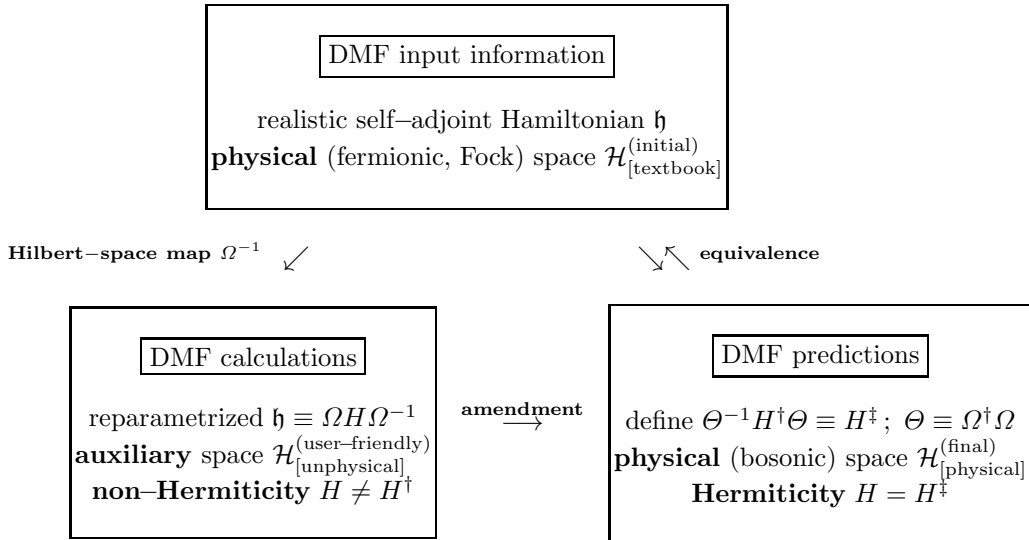 DMF input information
realistic self–adjoint Hamiltonian 𝔥
physical (fermionic, Fock) space ℋ^{(initial)}_{[textbook]}
Hilbert–space map Ω^{−1} ↙ ↘↖ equivalence
DMF calculations
reparametrized 𝔥 ≡ ΩHΩ^{−1}
auxiliary space ℋ^{(user–friendly)}_{[unphysical]}
non–Hermiticity H ≠ H^†
amendment
⟶
DMF predictions
define Θ^{−1}H^†Θ ≡ H^‡ ; Θ ≡ Ω^†Ω
physical (bosonic) space ℋ^{(final)}_{[physical]}
Hermiticity H = H^‡